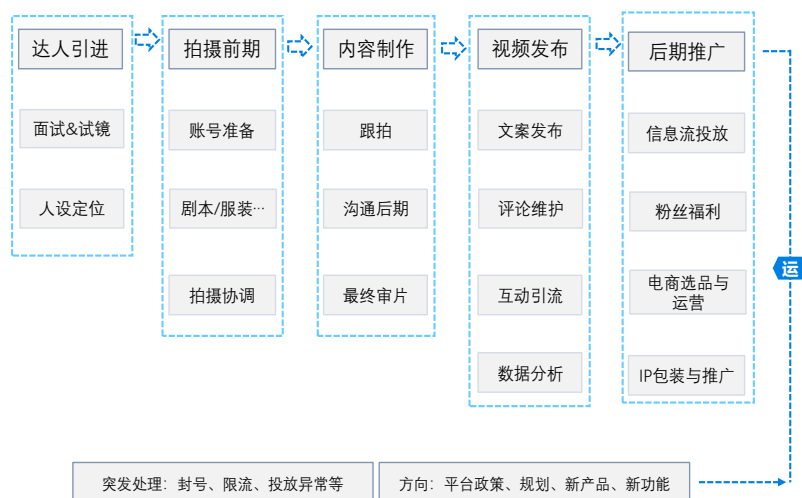 达人引进
面试&试镜
人设定位
拍摄前期
账号准备
剧本/服装…
拍摄协调
内容制作
跟拍
沟通后期
最终审片
视频发布
文案发布
评论维护
互动引流
数据分析
后期推广
信息流投放
粉丝福利
电商选品与
运营
IP包装与推广
运
突发处理：封号、限流、投放异常等
方向：平台政策、规划、新产品、新功能